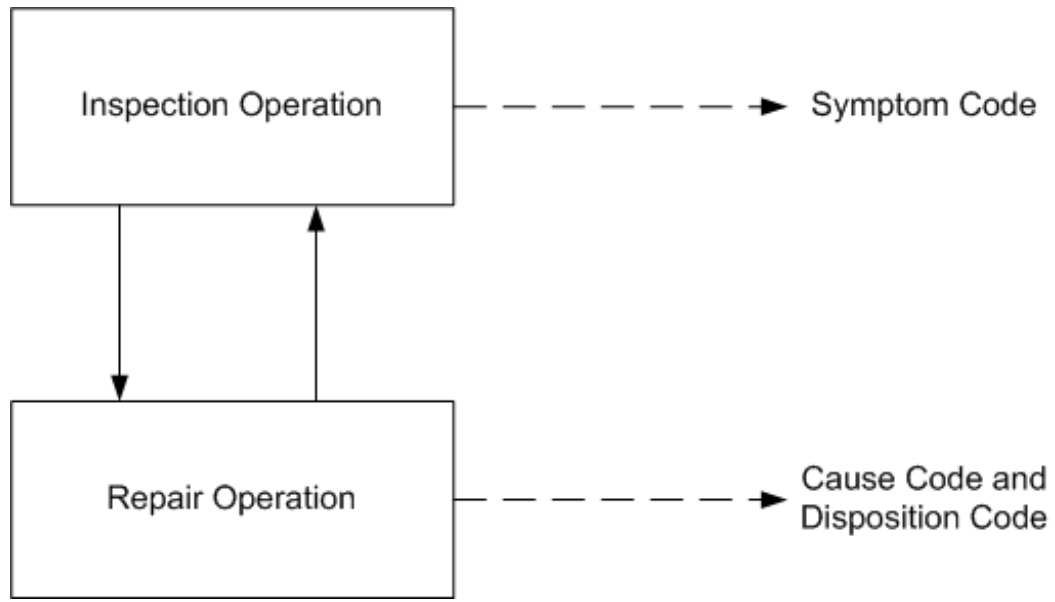 Inspection Operation
Symptom Code
Repair Operation
Cause Code and
Disposition Code